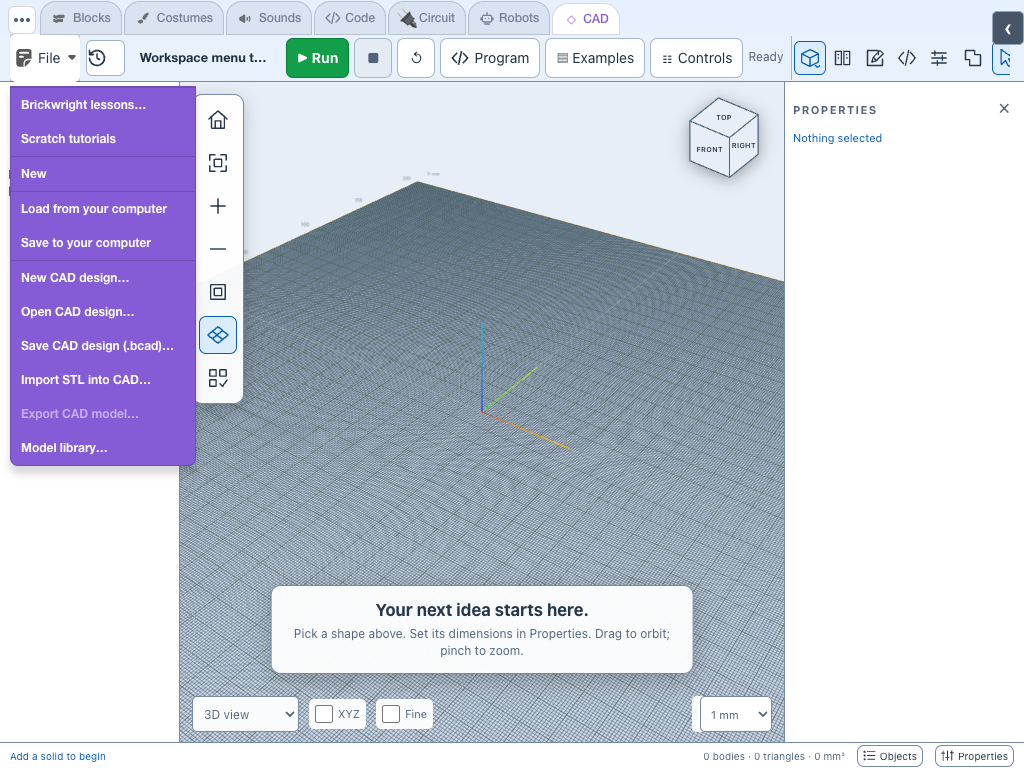 Blocks
Costumes
Sounds
</> Code
Circuit
Robots
CAD
File
Workspace menu t...
Run
</> Program
Examples
Controls
Ready
Brickwright lessons...
Scratch tutorials
New
Load from your computer
Save to your computer
New CAD design...
Open CAD design...
Save CAD design (.bcad)...
Import STL into CAD...
Export CAD model...
Model library...
TOP
FRONT
RIGHT
PROPERTIES
Nothing selected
Your next idea starts here.
Pick a shape above. Set its dimensions in Properties. Drag to orbit;
pinch to zoom.
3D view
XYZ
Fine
1 mm
Add a solid to begin
0 bodies · 0 triangles · 0 mm³
Objects
Properties